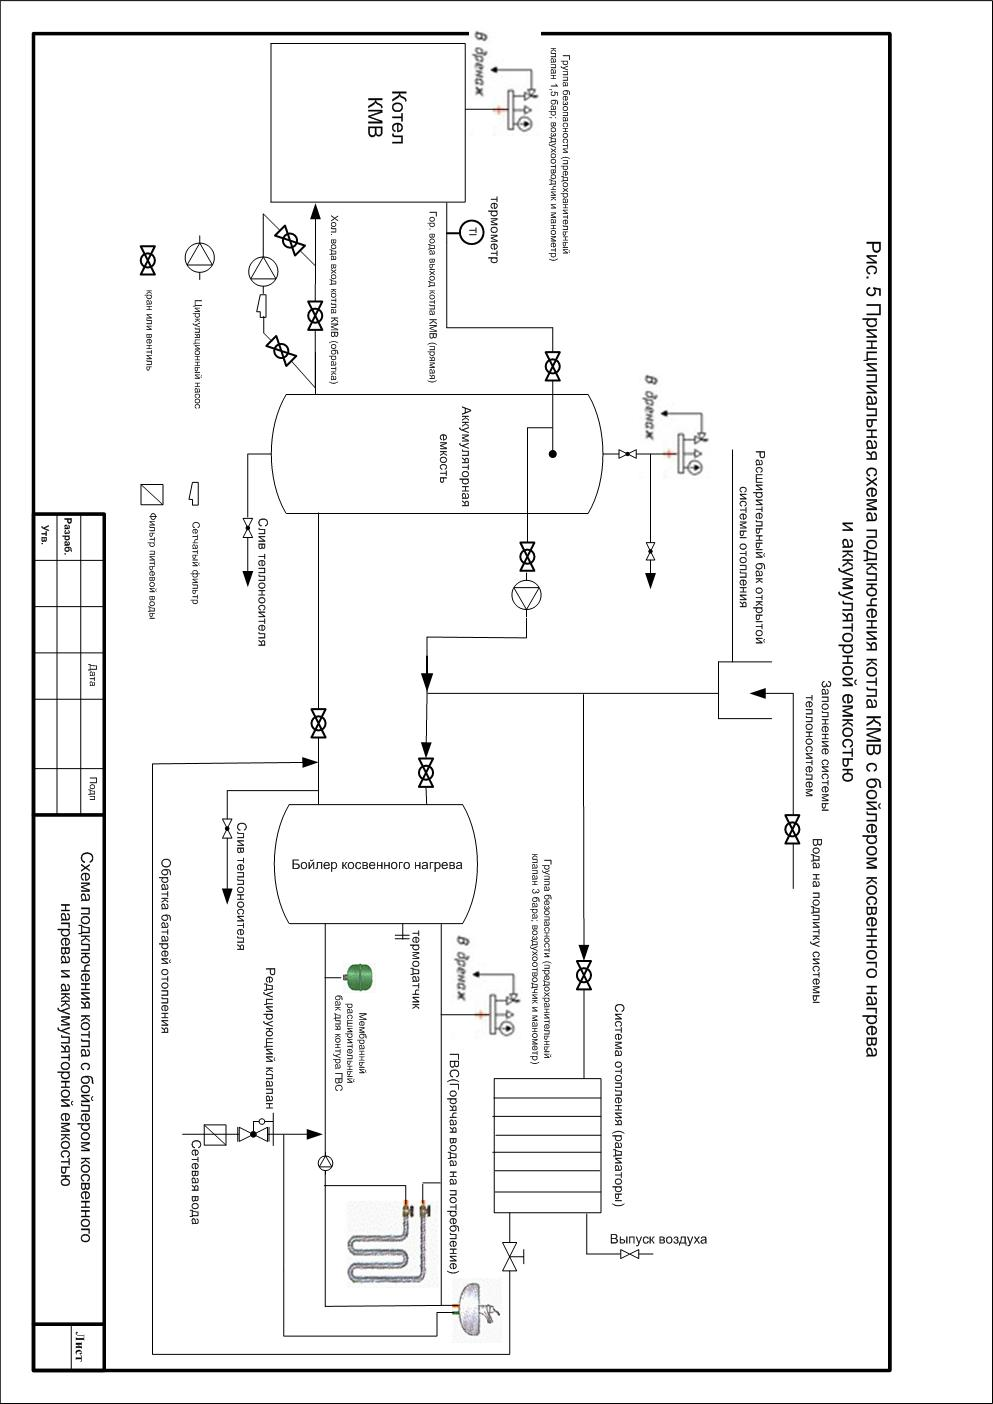 Рис. 5 Принципиальная схема подключения котла КМВ с бойлером косвенного нагрева
и аккумуляторной емкостью
Группа безопасности (предохранительный
клапан 1,5 бар; воздухоотводчик и манометр)
В дренаж
Котел
КМВ
термометр
TI
Гор. вода выход котла КМВ (прямая)
Хол. вода вход котла КМВ (обратка)
Циркуляционный насос
кран или вентиль
В дренаж
Аккумуляторная
емкость
Расширительный бак открытой
системы отопления
Слив теплоносителя
Сетчатый фильтр
Фильтр питьевой воды
Заполнение системы
теплоносителем
Вода на подпитку системы
Бойлер косвенного нагрева
Слив теплоносителя
Обратка батарей отопления
Группа безопасности (предохранительный
клапан 3 бара; воздухоотводчик и манометр)
В дренаж
термодатчик
Мембранный
расширительный
бак для контура ГВС
Редуцирующий клапан
Сетевая вода
ГВС(Горячая вода на потребление)
Система отопления (радиаторы)
Выпуск воздуха
Разраб.
Утв.
Дата
Подп
Схема подключения котла с бойлером косвенного
нагрева и аккумуляторной емкостью
Лист